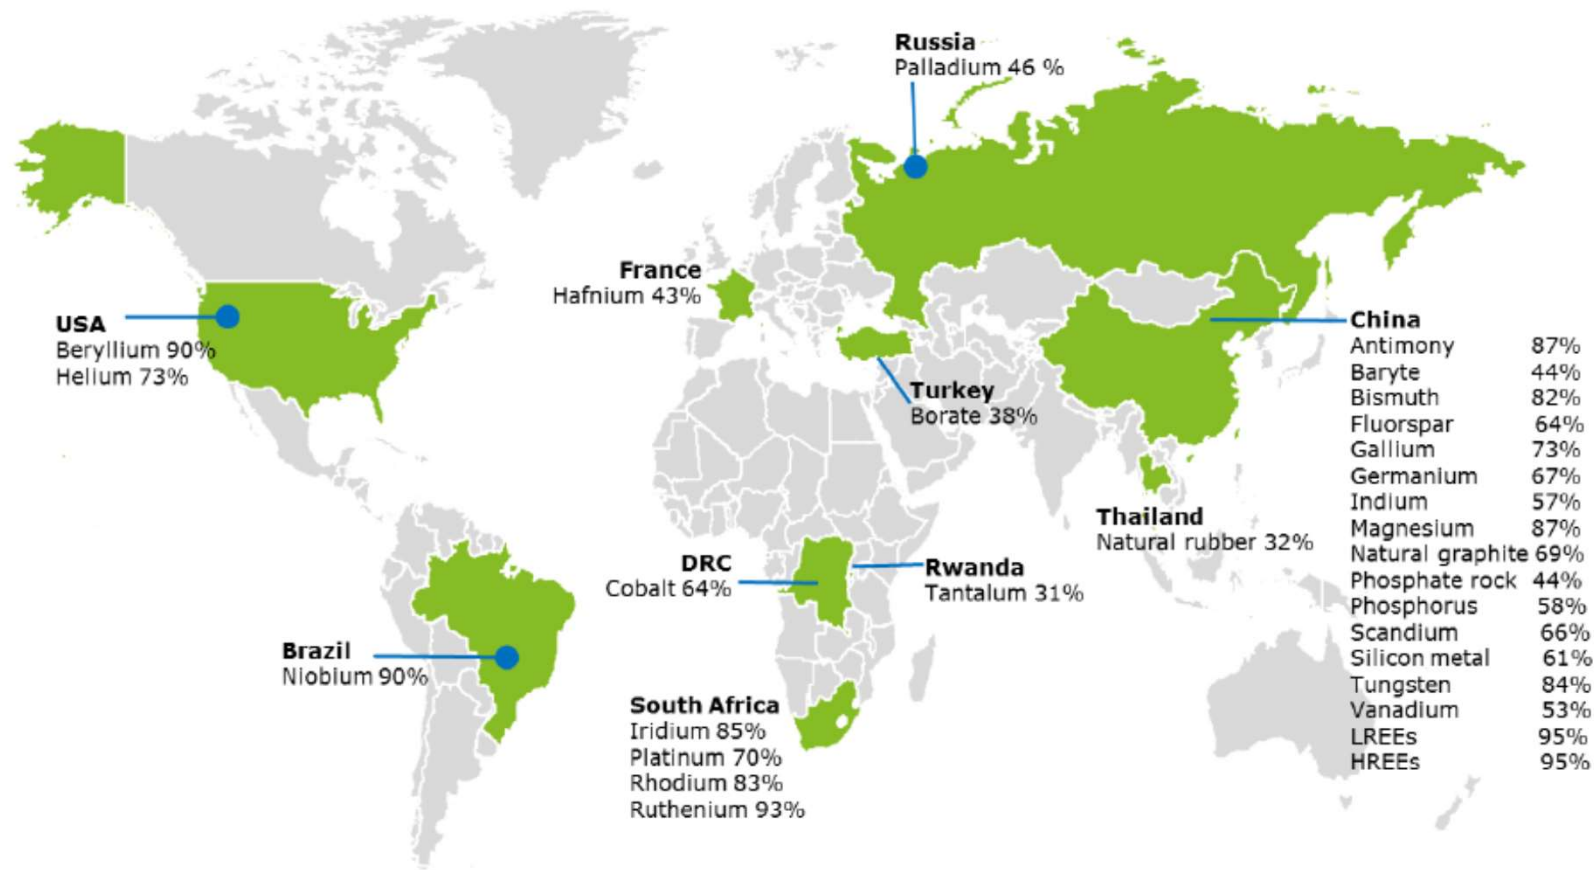 Russia
Palladium 46 %
France
Hafnium 43%
USA
Beryllium 90%
Helium 73%
China
Antimony 87%
Baryte 44%
Bismuth 82%
Fluorspar 64%
Gallium 73%
Germanium 67%
Indium 57%
Magnesium 87%
Natural graphite 69%
Phosphate rock 44%
Phosphorus 58%
Scandium 66%
Silicon metal 61%
Tungsten 84%
Vanadium 53%
LREEs 95%
HREEs 95%
Turkey
Borate 38%
Thailand
Natural rubber 32%
DRC
Cobalt 64%
Rwanda
Tantalum 31%
Brazil
Niobium 90%
South Africa
Iridium 85%
Platinum 70%
Rhodium 83%
Ruthenium 93%